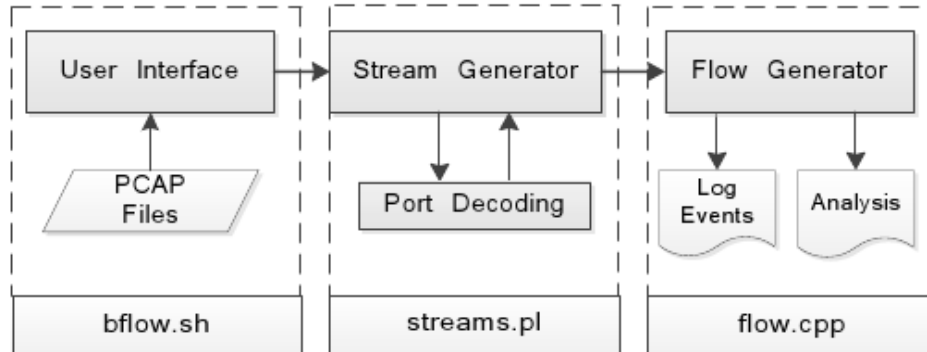 User Interface
Stream Generator
Flow Generator
PCAP
Files
Port Decoding
Log
Events
Analysis
bflow.sh
streams.pl
flow.cpp